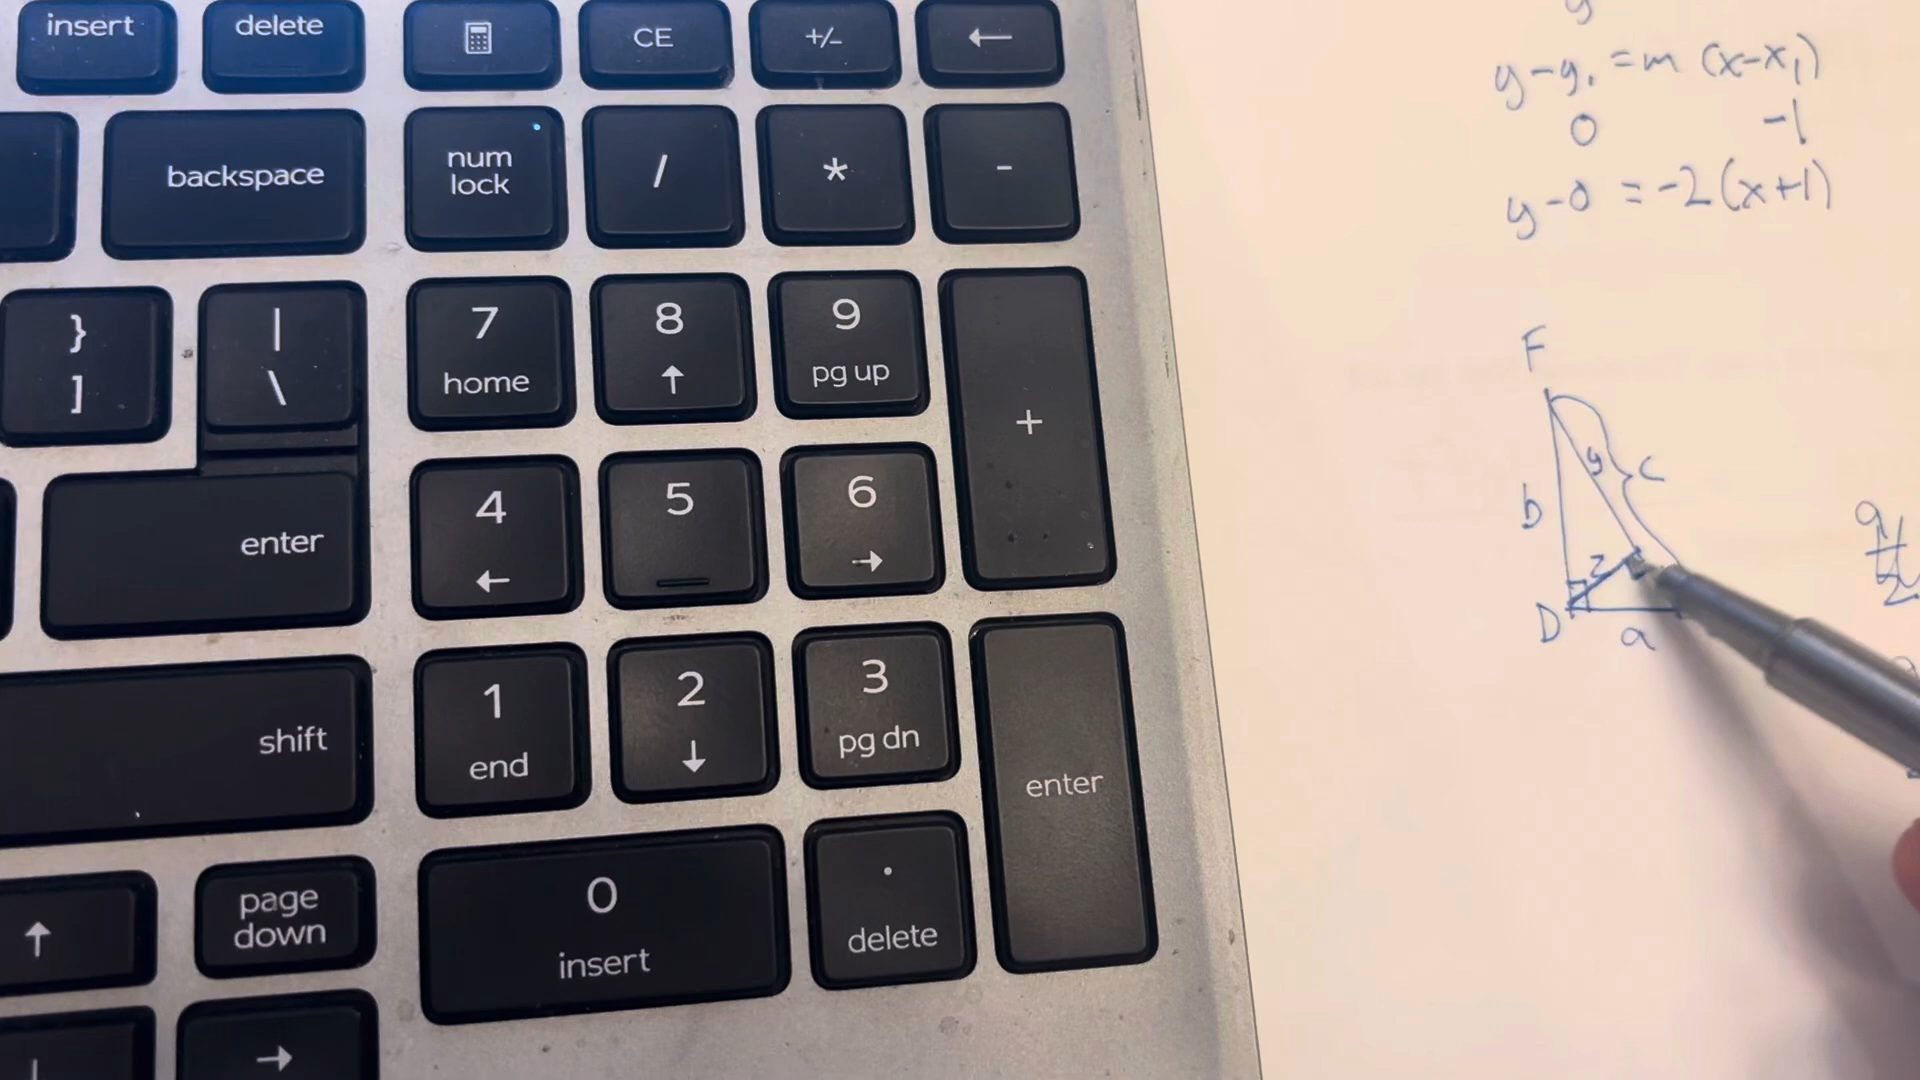 insert delete CE +/- ←
backspace num lock / * -
} ] | \ 7 home 8 ↑ 9 pg up +
enter 4 ← 5 6 →
shift 1 end 2 ↓ 3 pg dn enter
↑ page down 0 insert . delete
→
y
y-y₁ = m (x-x₁)
0 -1
y-0 = -2(x+1)
F
y c
b
z
D
a